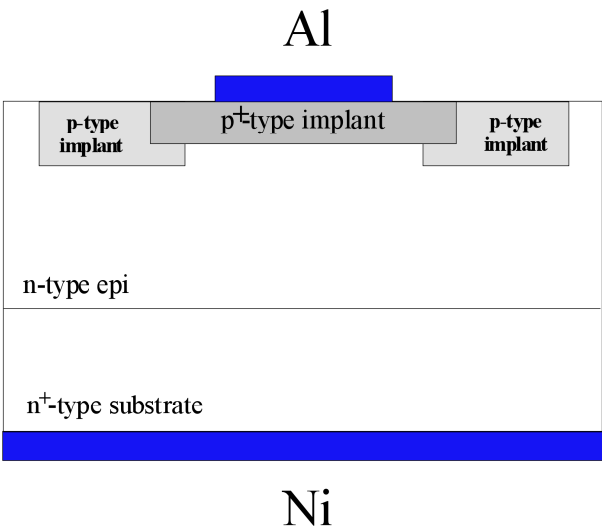 Al
p-type
implant
p+-type implant
p-type
implant
n-type epi
n+-type substrate
Ni